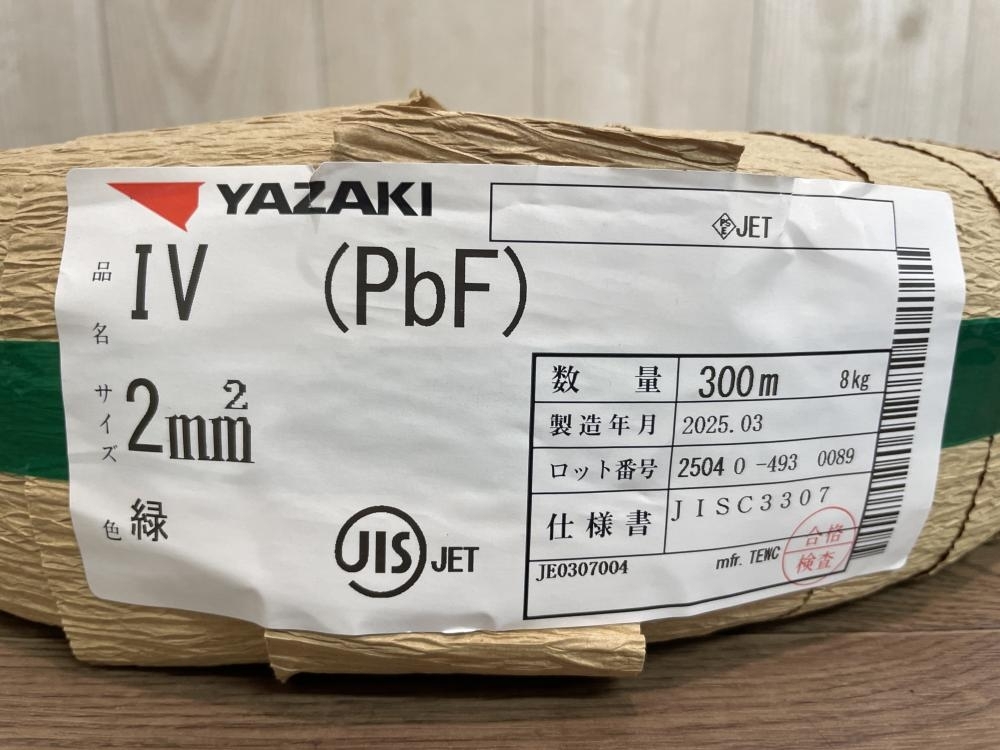 YAZAKI
PSE JET
品名 IV (PbF)
サイズ 2mm²
色 緑
JIS JET
数量 300m 8kg
製造年月 2025.03
ロット番号 2504 0 -493 0089
仕様書 JISC3307
JE0307004 mfr. TEWC
合格
検査